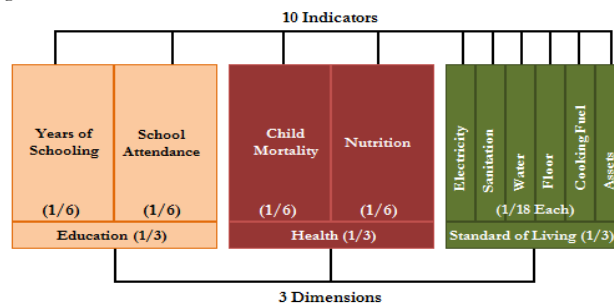 10 Indicators
Years of
Schooling
(1/6)
School
Attendance
(1/6)
Education (1/3)
Child
Mortality
(1/6)
Nutrition
(1/6)
Health (1/3)
Electricity
Sanitation
Water
Floor
Cooking Fuel
Assets
(1/18 Each)
Standard of Living (1/3)
3 Dimensions